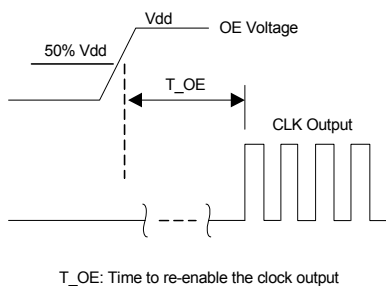 Vdd
OE Voltage
50% Vdd
T_OE
CLK Output
T_OE: Time to re-enable the clock output